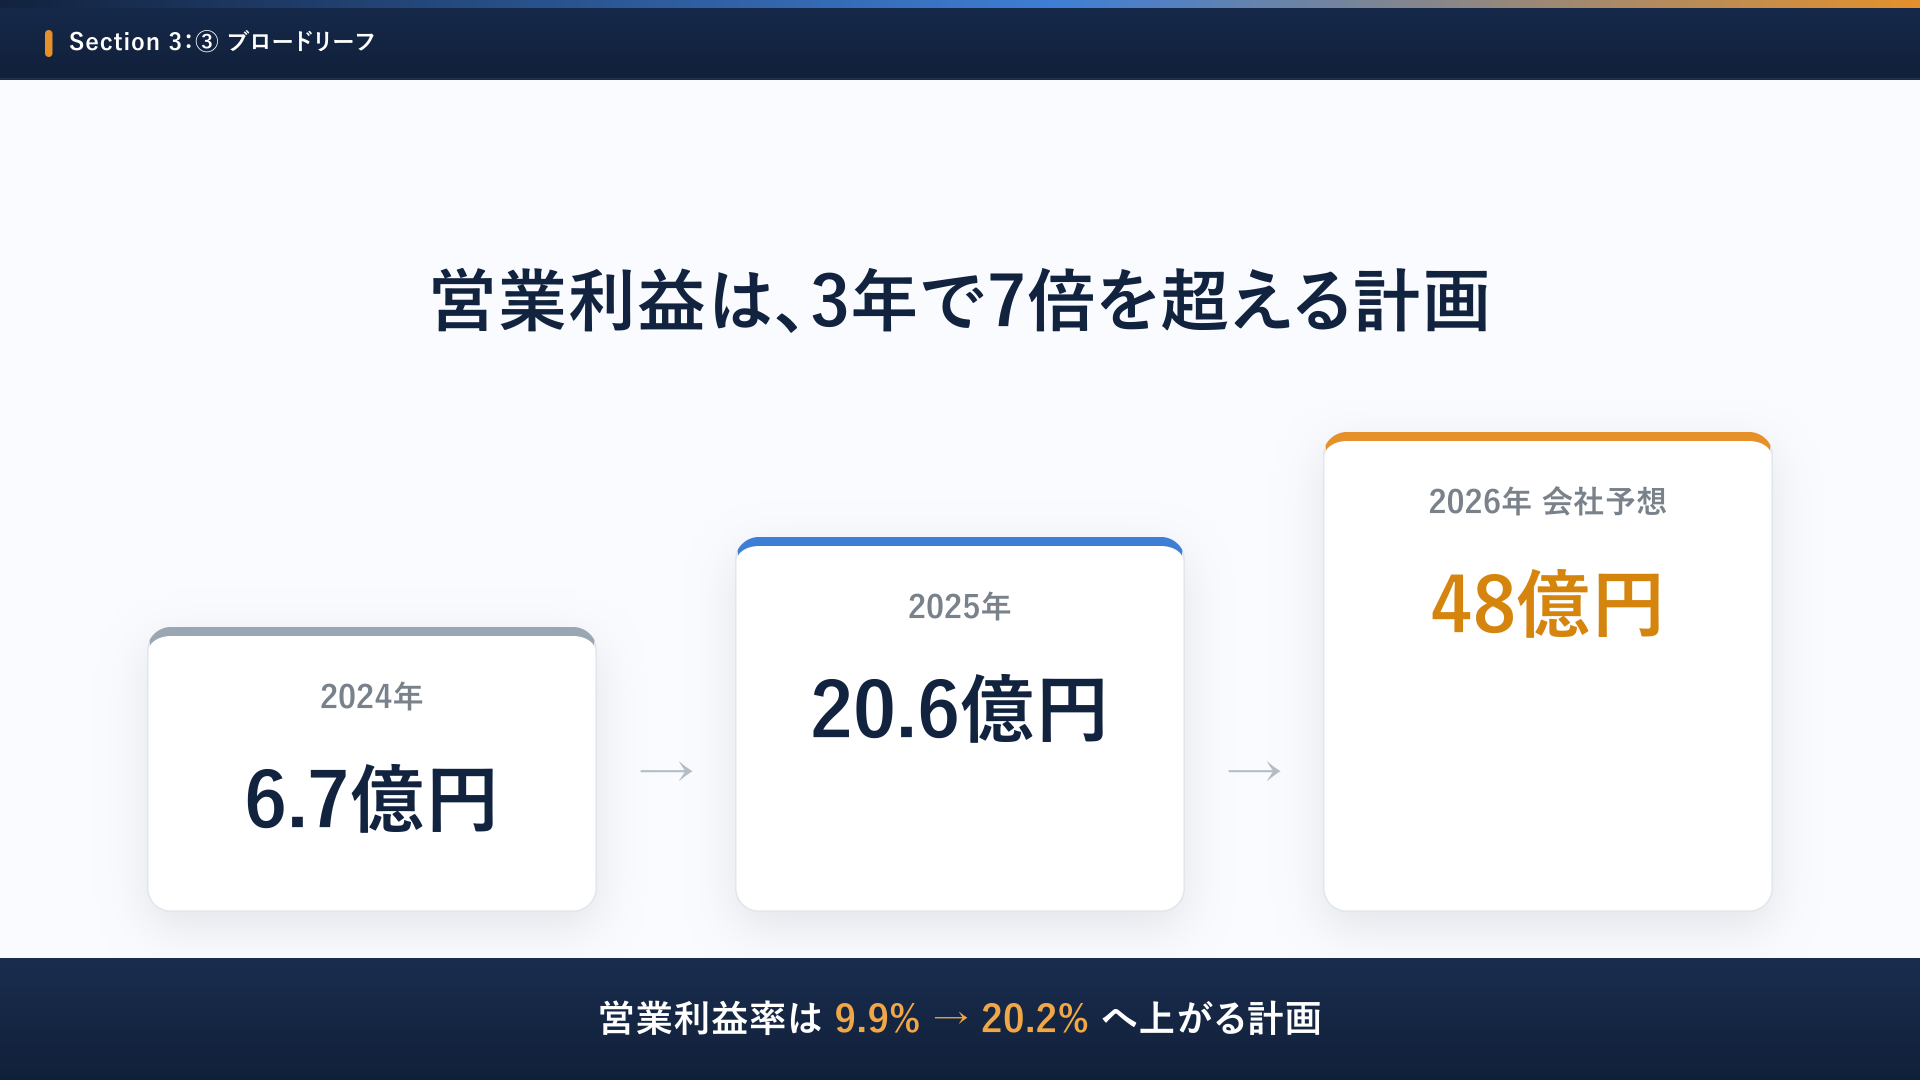 Section 3：③ ブロードリーフ
営業利益は、3年で7倍を超える計画
2024年
6.7億円
→
2025年
20.6億円
→
2026年 会社予想
48億円
営業利益率は 9.9% → 20.2% へ上がる計画